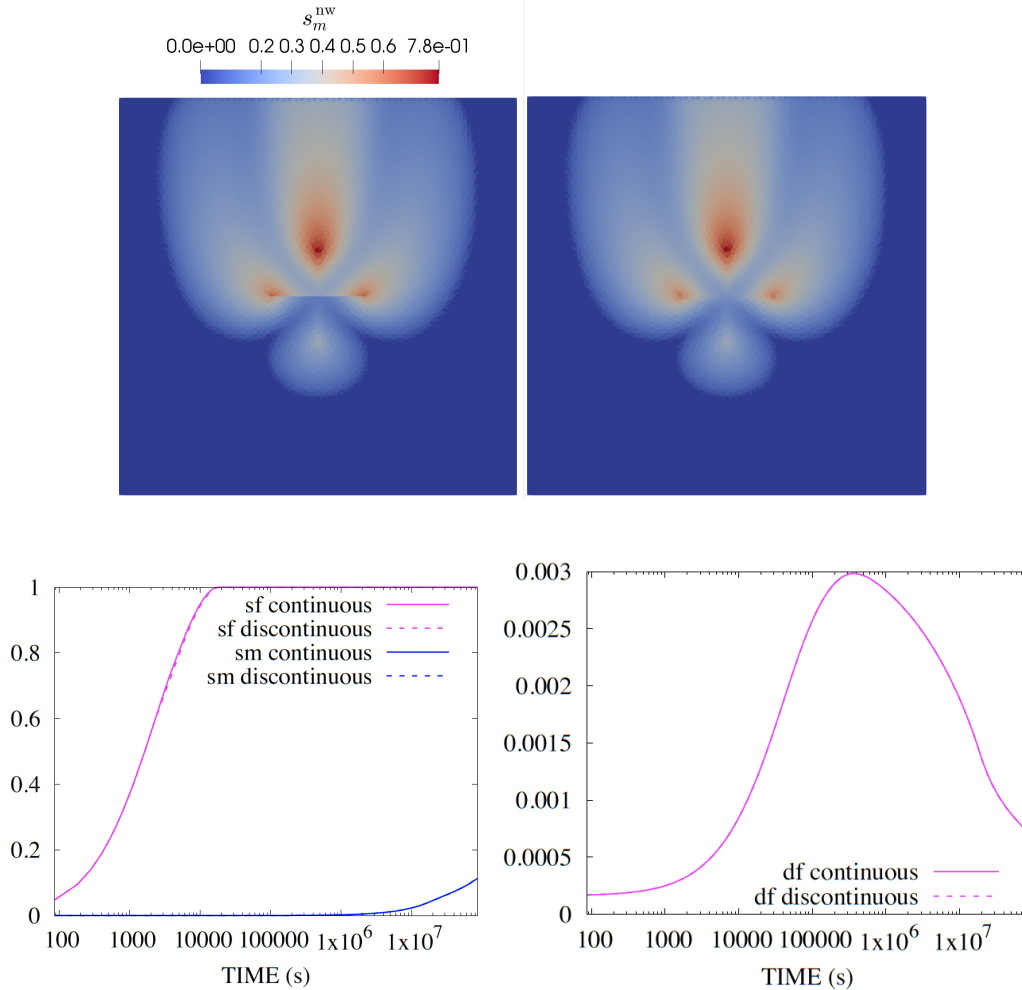 s_m^nw
0.0e+00 0.2 0.3 0.4 0.5 0.6 7.8e-01
1
0.8
0.6
0.4
0.2
0
sf continuous
sf discontinuous
sm continuous
sm discontinuous
100 1000 10000 100000 1x10^6 1x10^7
TIME (s)
0.003
0.0025
0.002
0.0015
0.001
0.0005
0
df continuous
df discontinuous
100 1000 10000 100000 1x10^6 1x10^7
TIME (s)